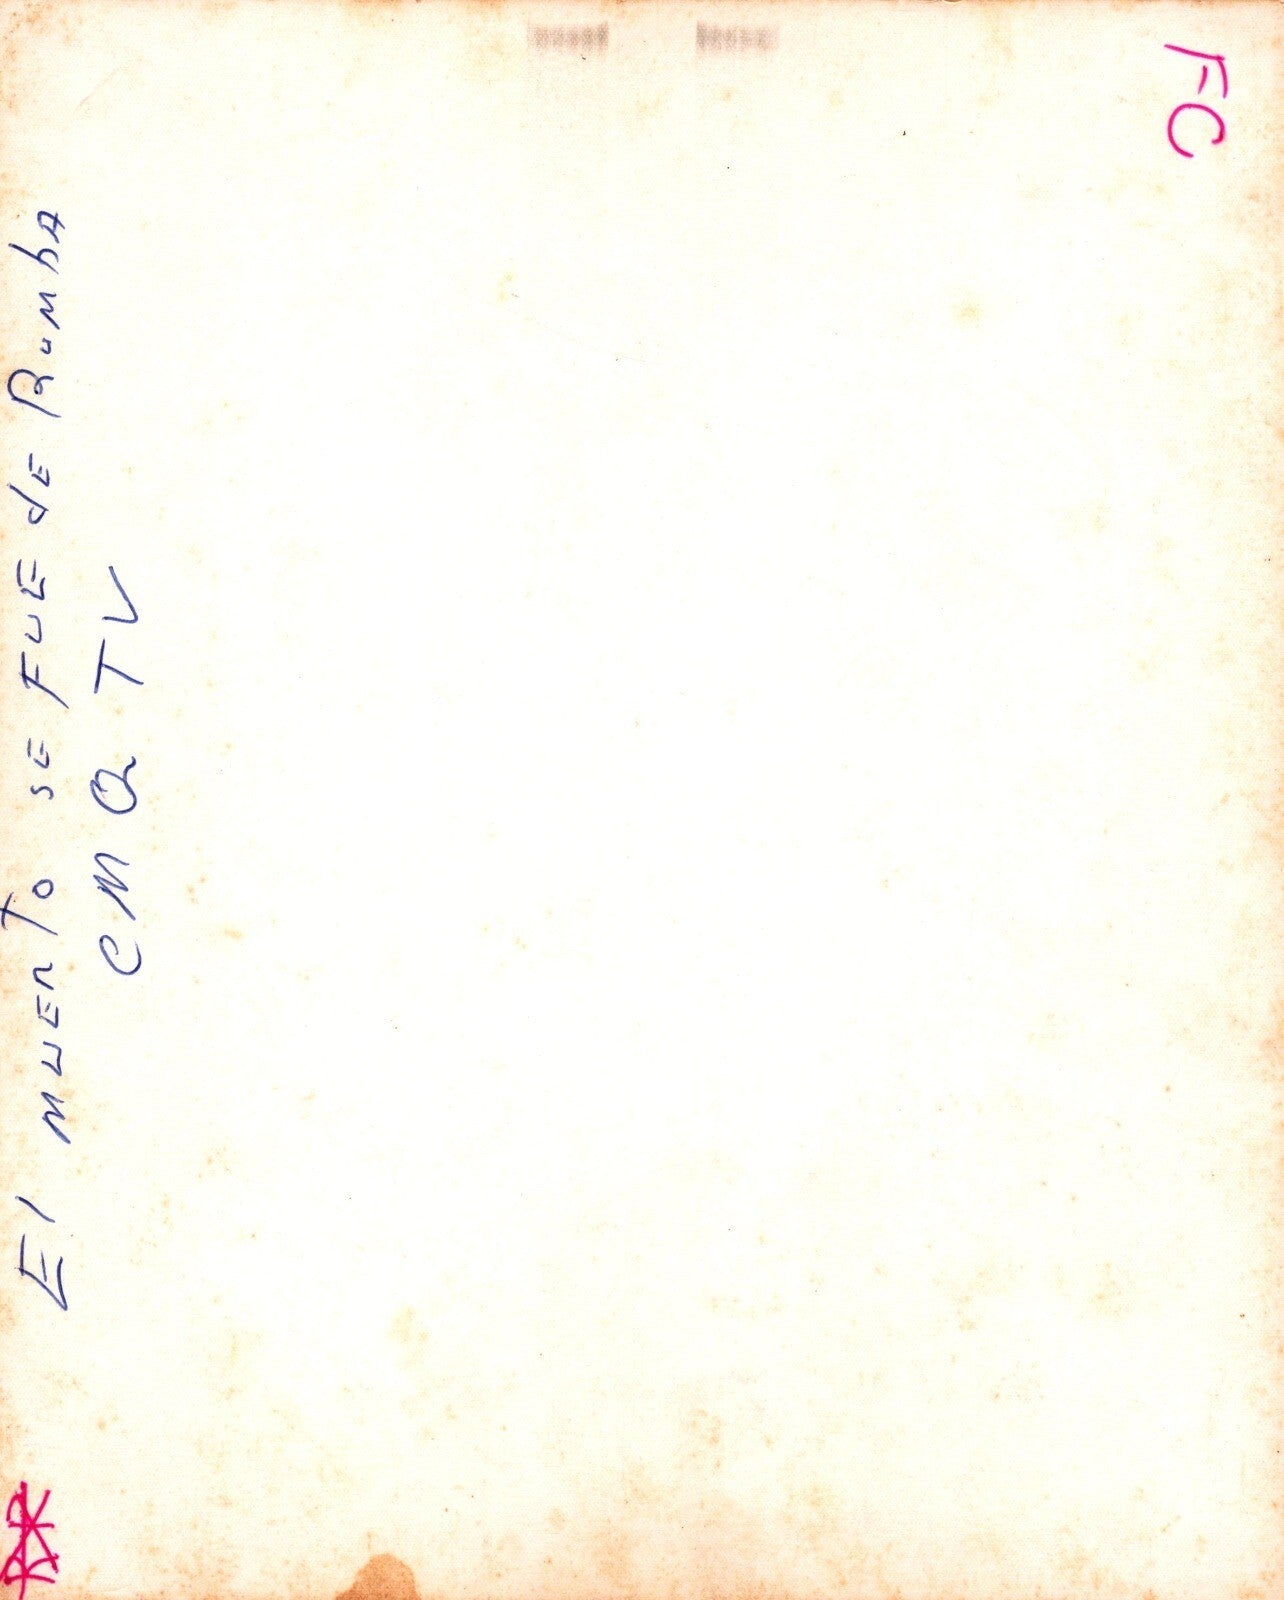 El muerto se fue de Rumba
CMQ TV
FC